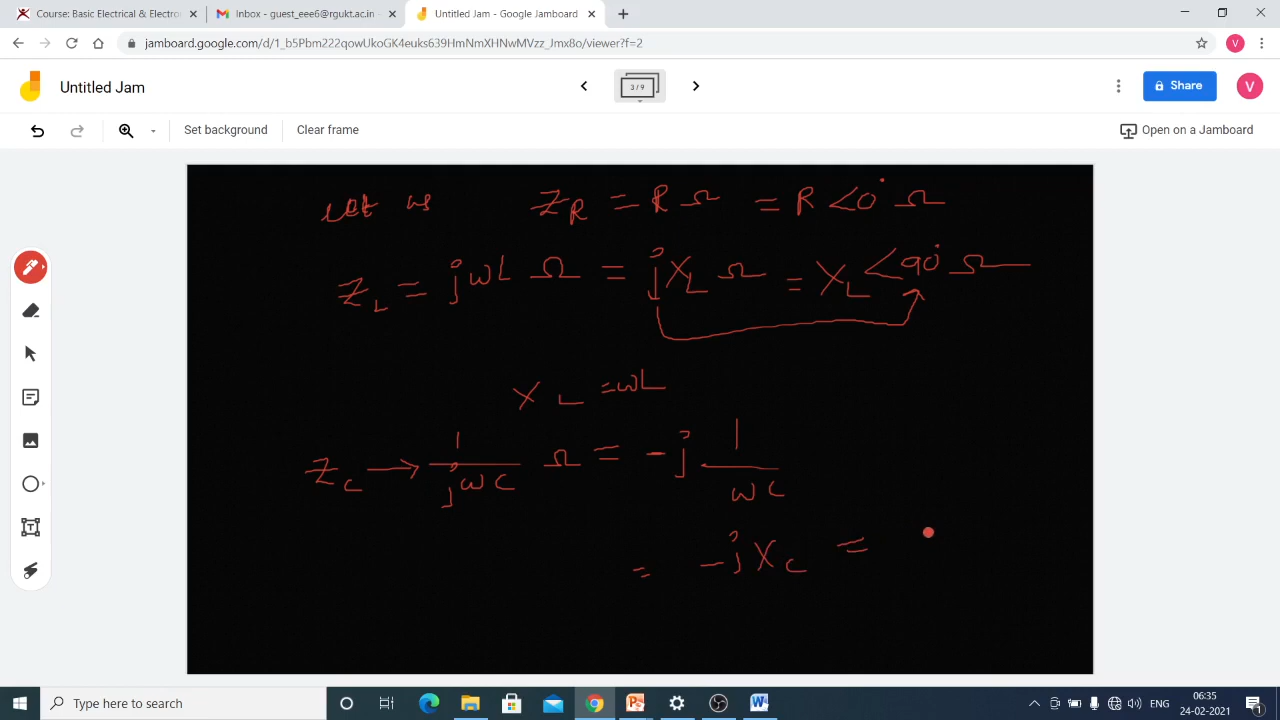 Course: Basic Electrical & Electro
Inbox - guest_eee6@rgukt.ac.in -
Untitled Jam - Google Jamboard
jamboard.google.com/d/1_b5Pbm222qowUkoGK4euks639HmNmXHNwMVZz_Jmx8o/viewer?f=2
V
Untitled Jam
3 / 9
Share
V
Set background
Clear frame
Open on a Jamboard
let us Z_R = R Ω = R ∠0° Ω
Z_L = jωL Ω = jX_L Ω = X_L ∠90° Ω
X_L = ωL
Z_C → 1/jωC Ω = -j 1/ωC
= -jX_C =
Type here to search
ENG
06:35
24-02-2021
1